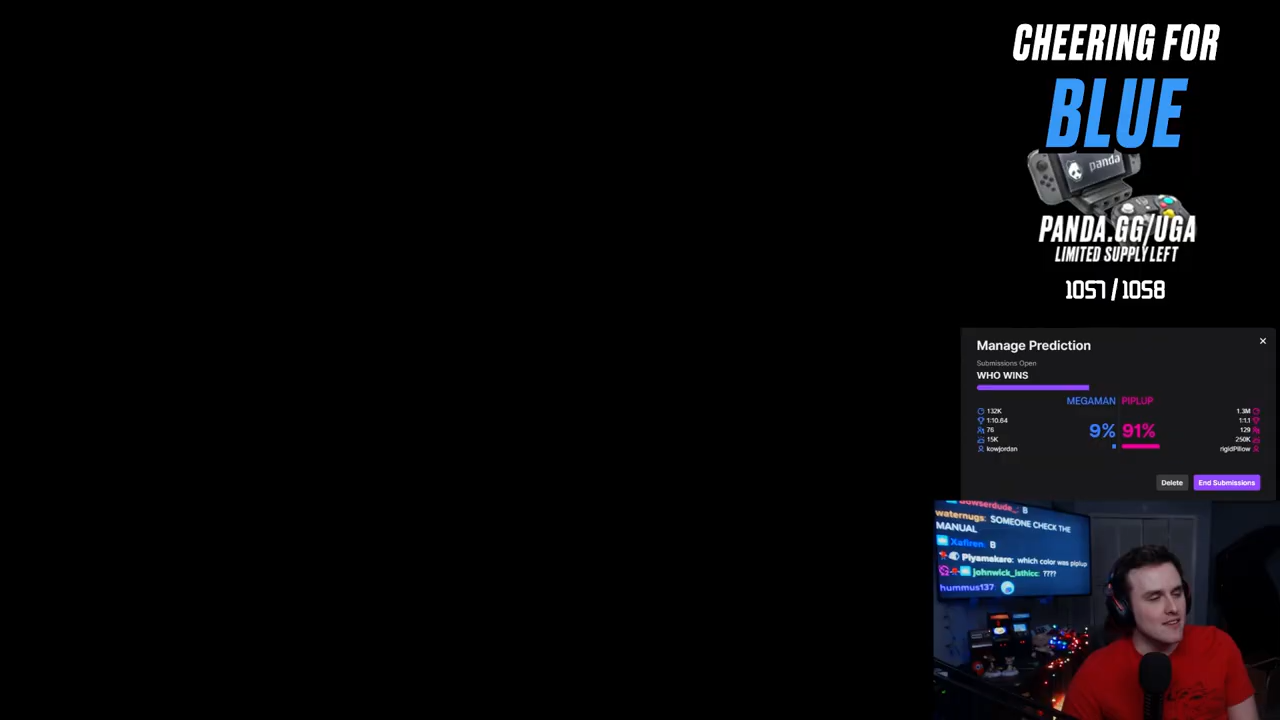 CHEERING FOR
BLUE
panda
PANDA.GG/UGA
LIMITED SUPPLY LEFT
1057 / 1058
Manage Prediction
Submissions Open
WHO WINS
MEGAMAN PIPLUP
132K
1:10.64
76
15K
kowjordan
9% 91%
1.3M
1:1.1
129
250K
rigidPillow
Delete
End Submissions
bowserdude_: B
waternugs: SOMEONE CHECK THE
MANUAL
Xafiren: B
Plyamakaro: which color was piplup
johnwick_isthicc: ????
hummus137